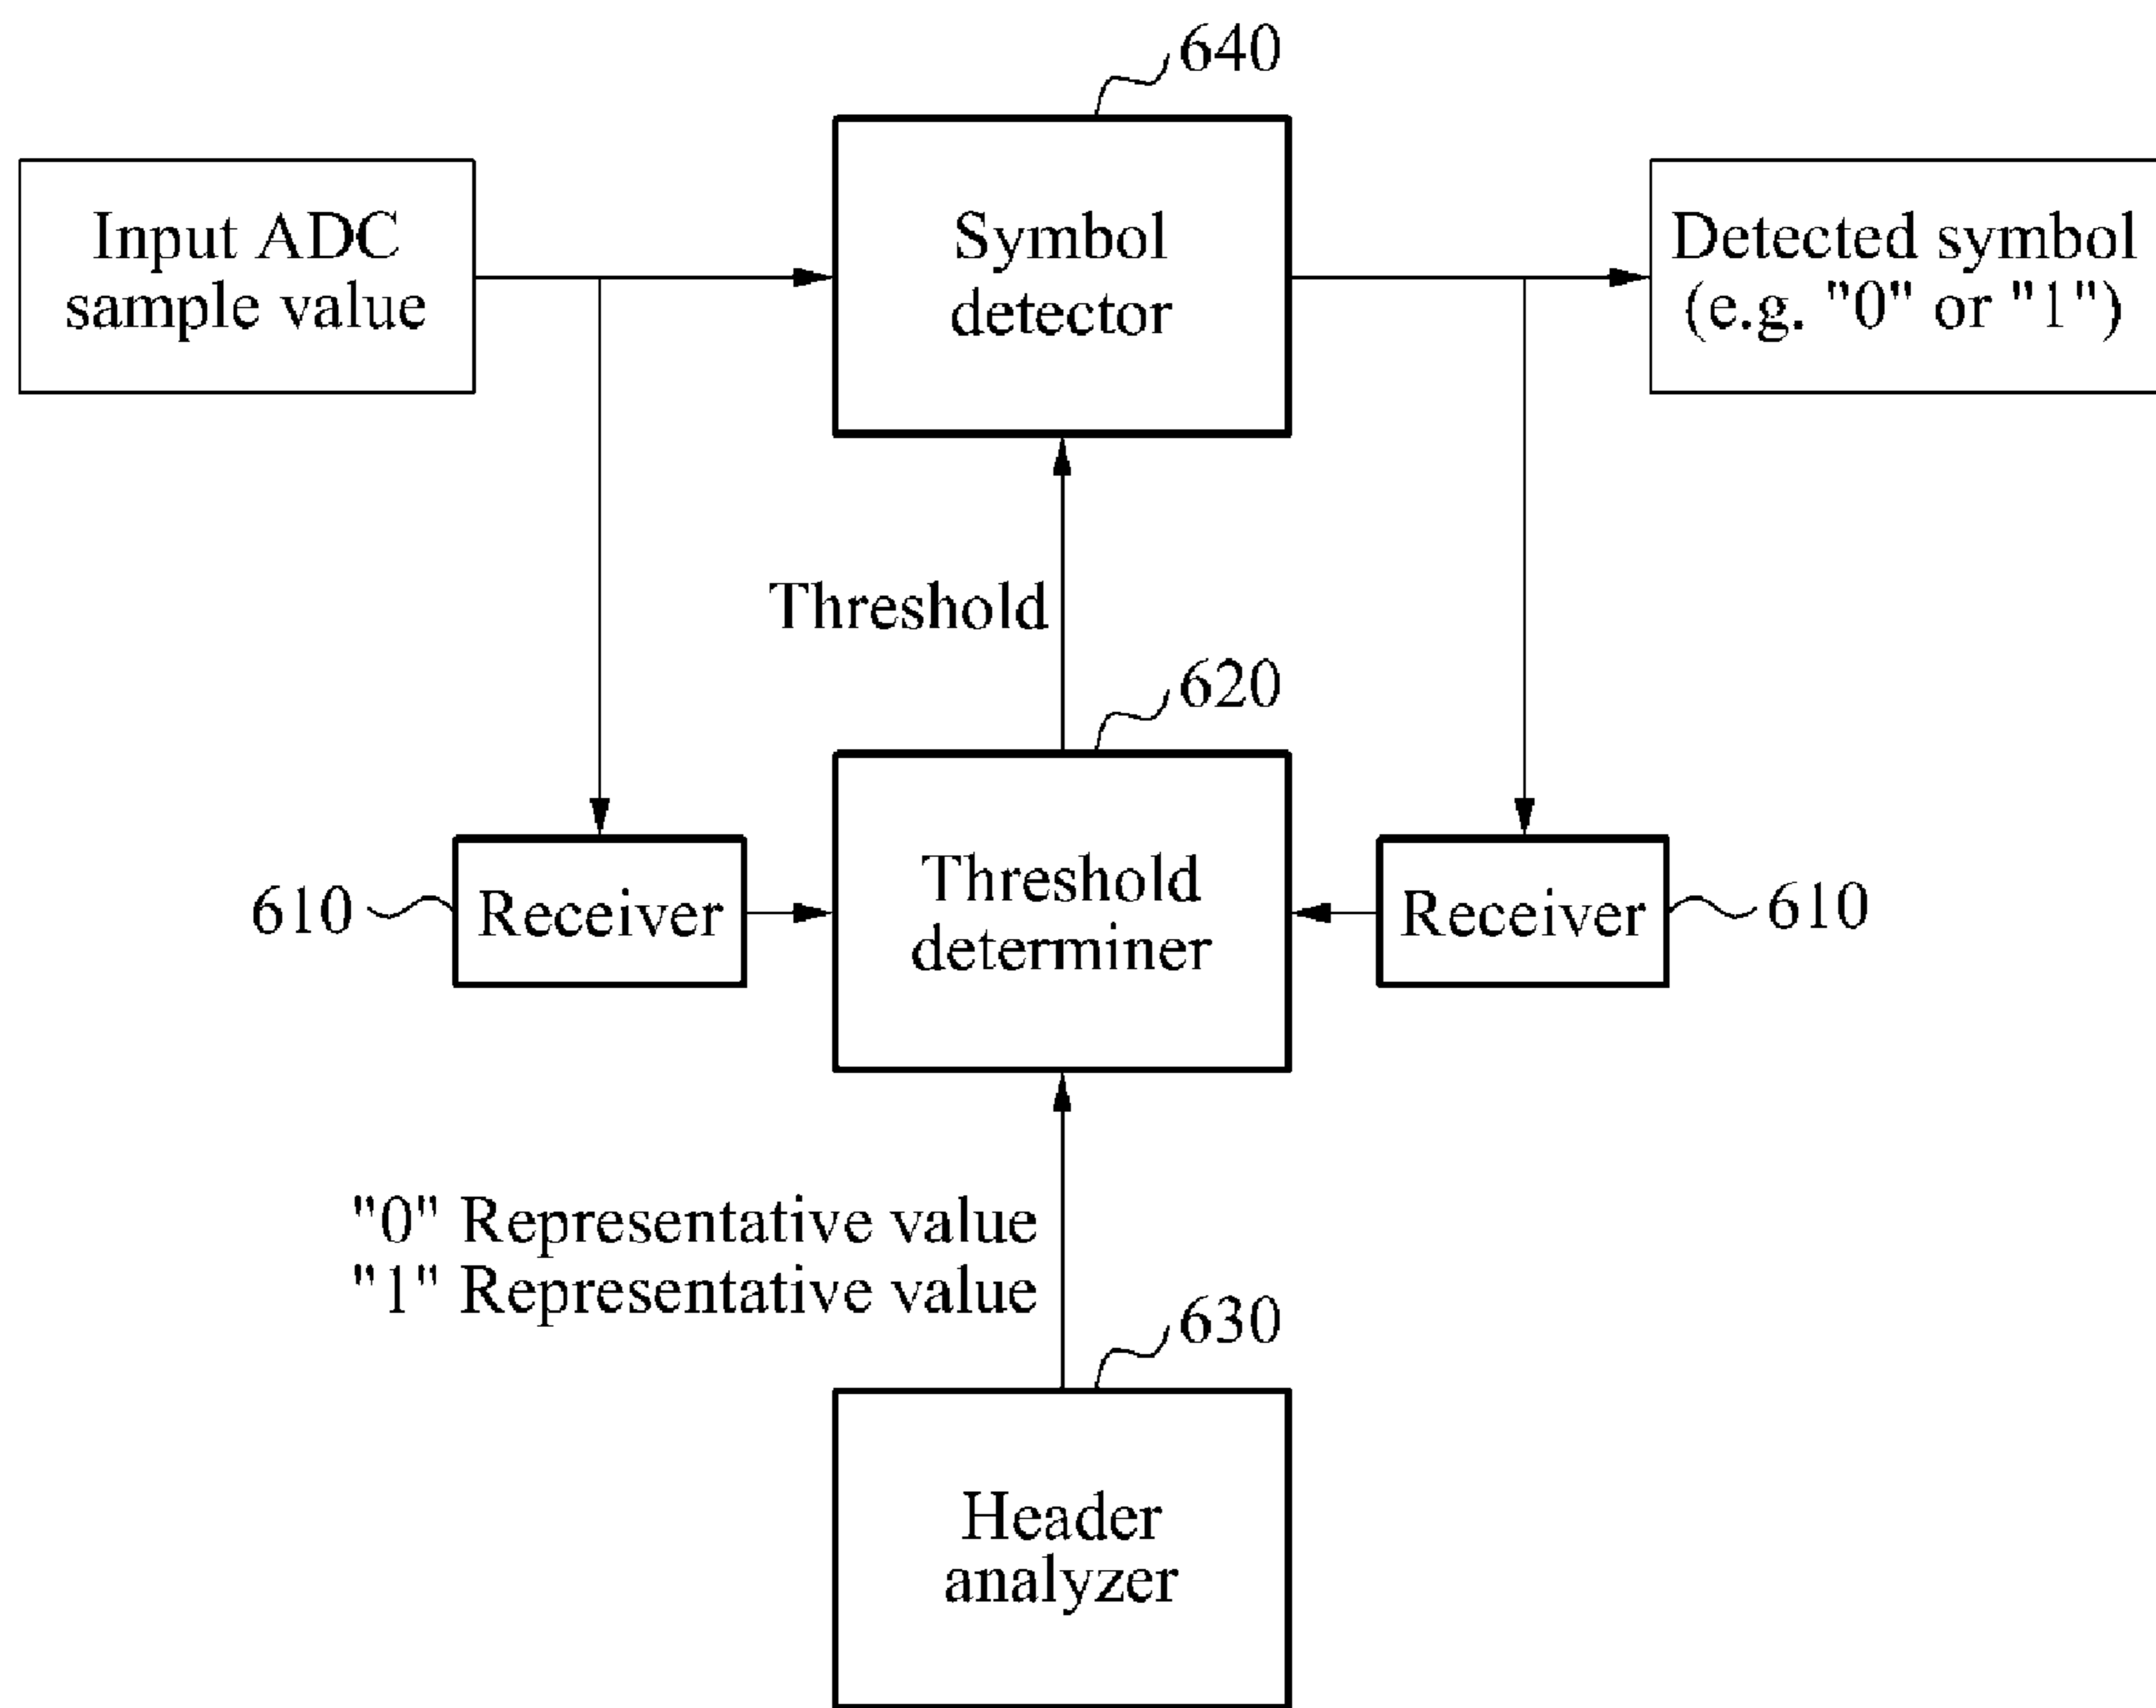 640
Input ADC
sample value
Symbol
detector
Detected symbol
(e.g. "0" or "1")
Threshold
620
610
Receiver
Threshold
determiner
Receiver
610
"0" Representative value
"1" Representative value
630
Header
analyzer